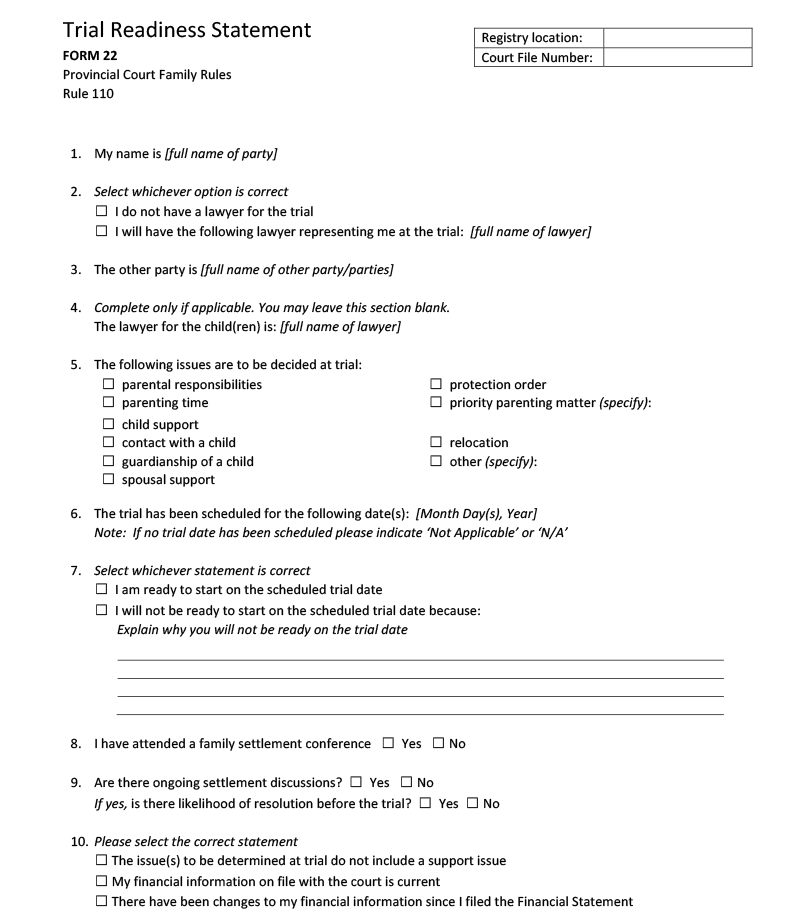 Trial Readiness Statement
FORM 22
Provincial Court Family Rules
Rule 110
Registry location:
Court File Number:
1. My name is [full name of party]
2. Select whichever option is correct
☐ I do not have a lawyer for the trial
☐ I will have the following lawyer representing me at the trial: [full name of lawyer]
3. The other party is [full name of other party/parties]
4. Complete only if applicable. You may leave this section blank.
The lawyer for the child(ren) is: [full name of lawyer]
5. The following issues are to be decided at trial:
☐ parental responsibilities
☐ parenting time
☐ child support
☐ contact with a child
☐ guardianship of a child
☐ spousal support
☐ protection order
☐ priority parenting matter (specify):
☐ relocation
☐ other (specify):
6. The trial has been scheduled for the following date(s): [Month Day(s), Year]
Note: If no trial date has been scheduled please indicate ‘Not Applicable’ or ‘N/A’
7. Select whichever statement is correct
☐ I am ready to start on the scheduled trial date
☐ I will not be ready to start on the scheduled trial date because:
Explain why you will not be ready on the trial date
8. I have attended a family settlement conference ☐ Yes ☐ No
9. Are there ongoing settlement discussions? ☐ Yes ☐ No
If yes, is there likelihood of resolution before the trial? ☐ Yes ☐ No
10. Please select the correct statement
☐ The issue(s) to be determined at trial do not include a support issue
☐ My financial information on file with the court is current
☐ There have been changes to my financial information since I filed the Financial Statement